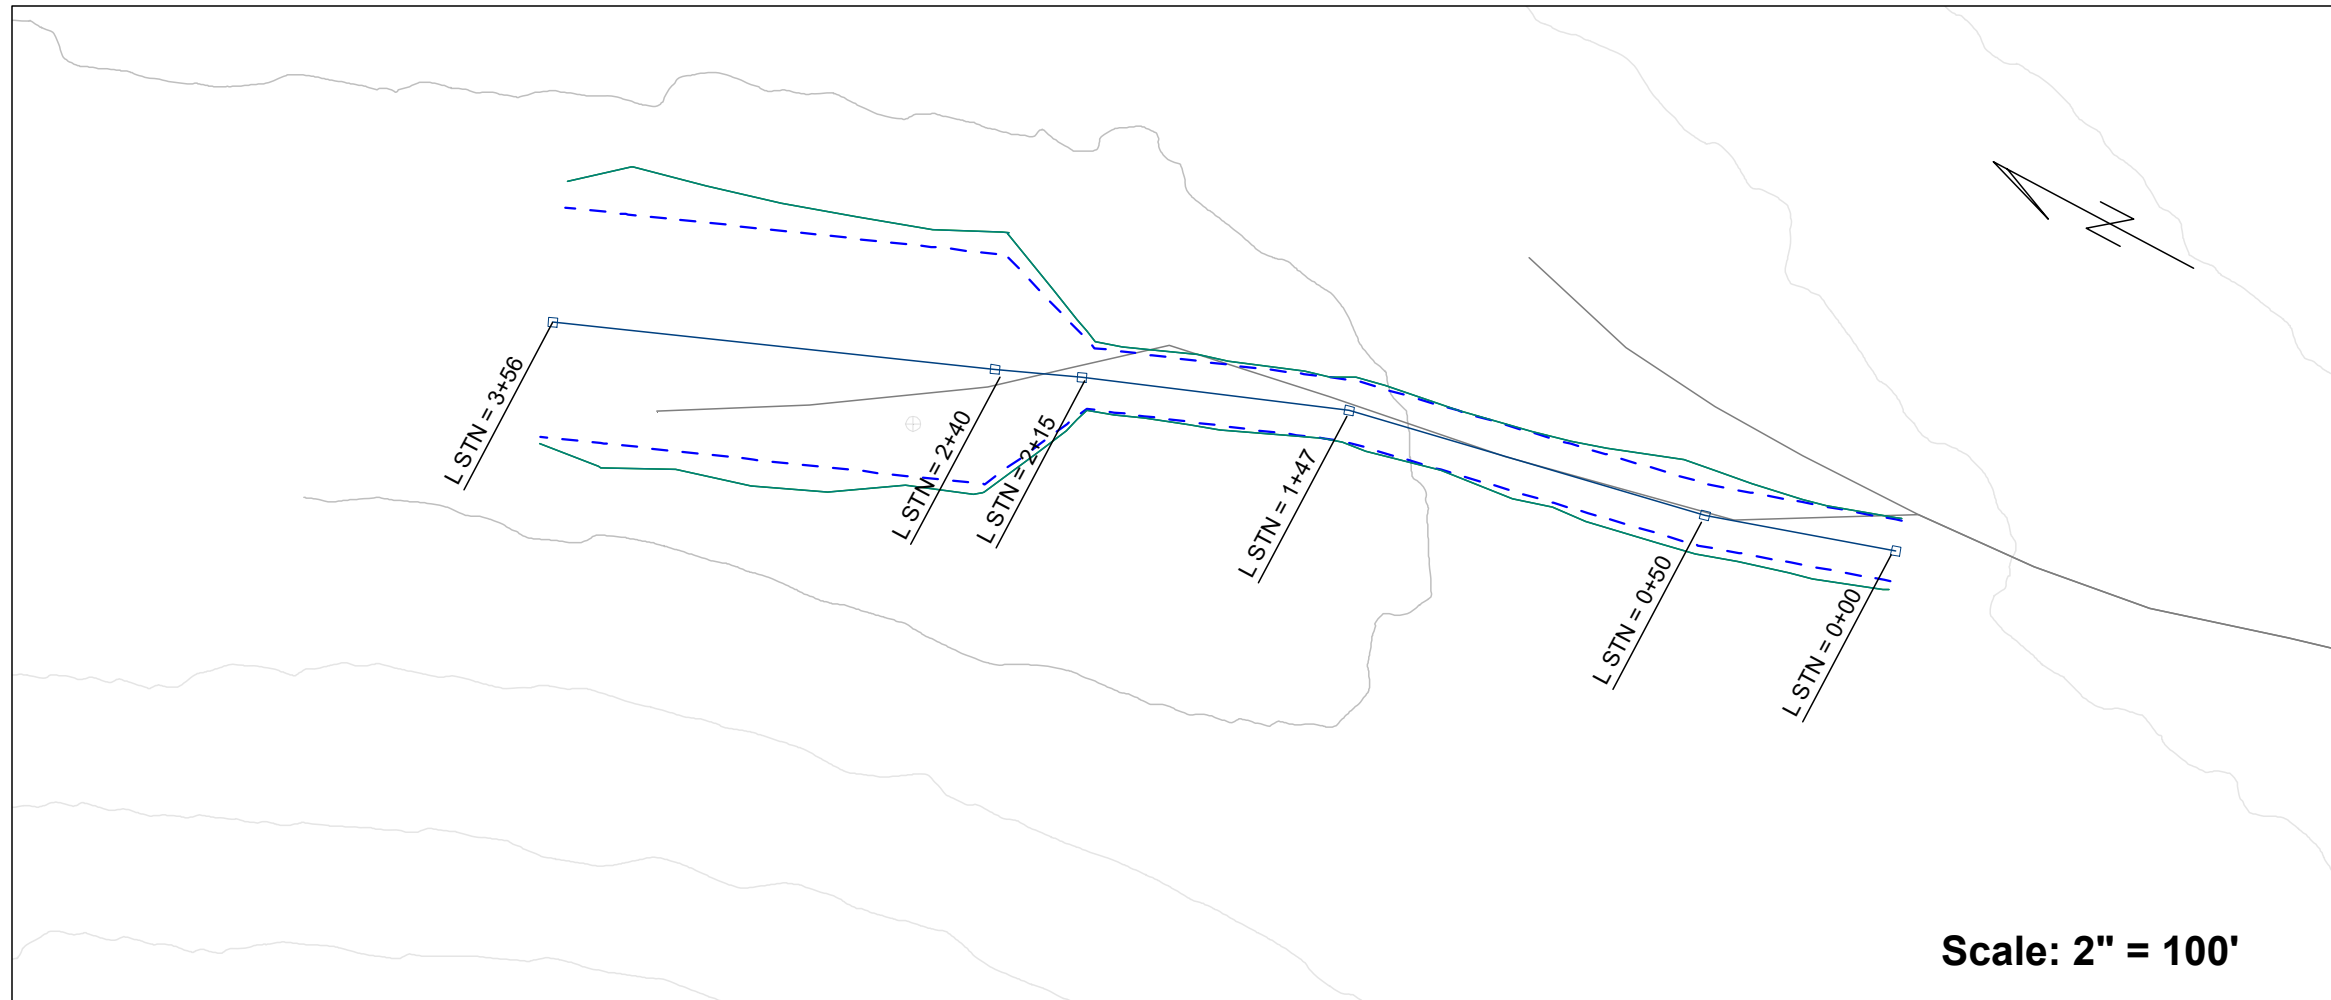 L STN = 3+56
L STN = 2+40
L STN = 2+15
L STN = 1+47
L STN = 0+50
L STN = 0+00
N
Scale: 2" = 100'